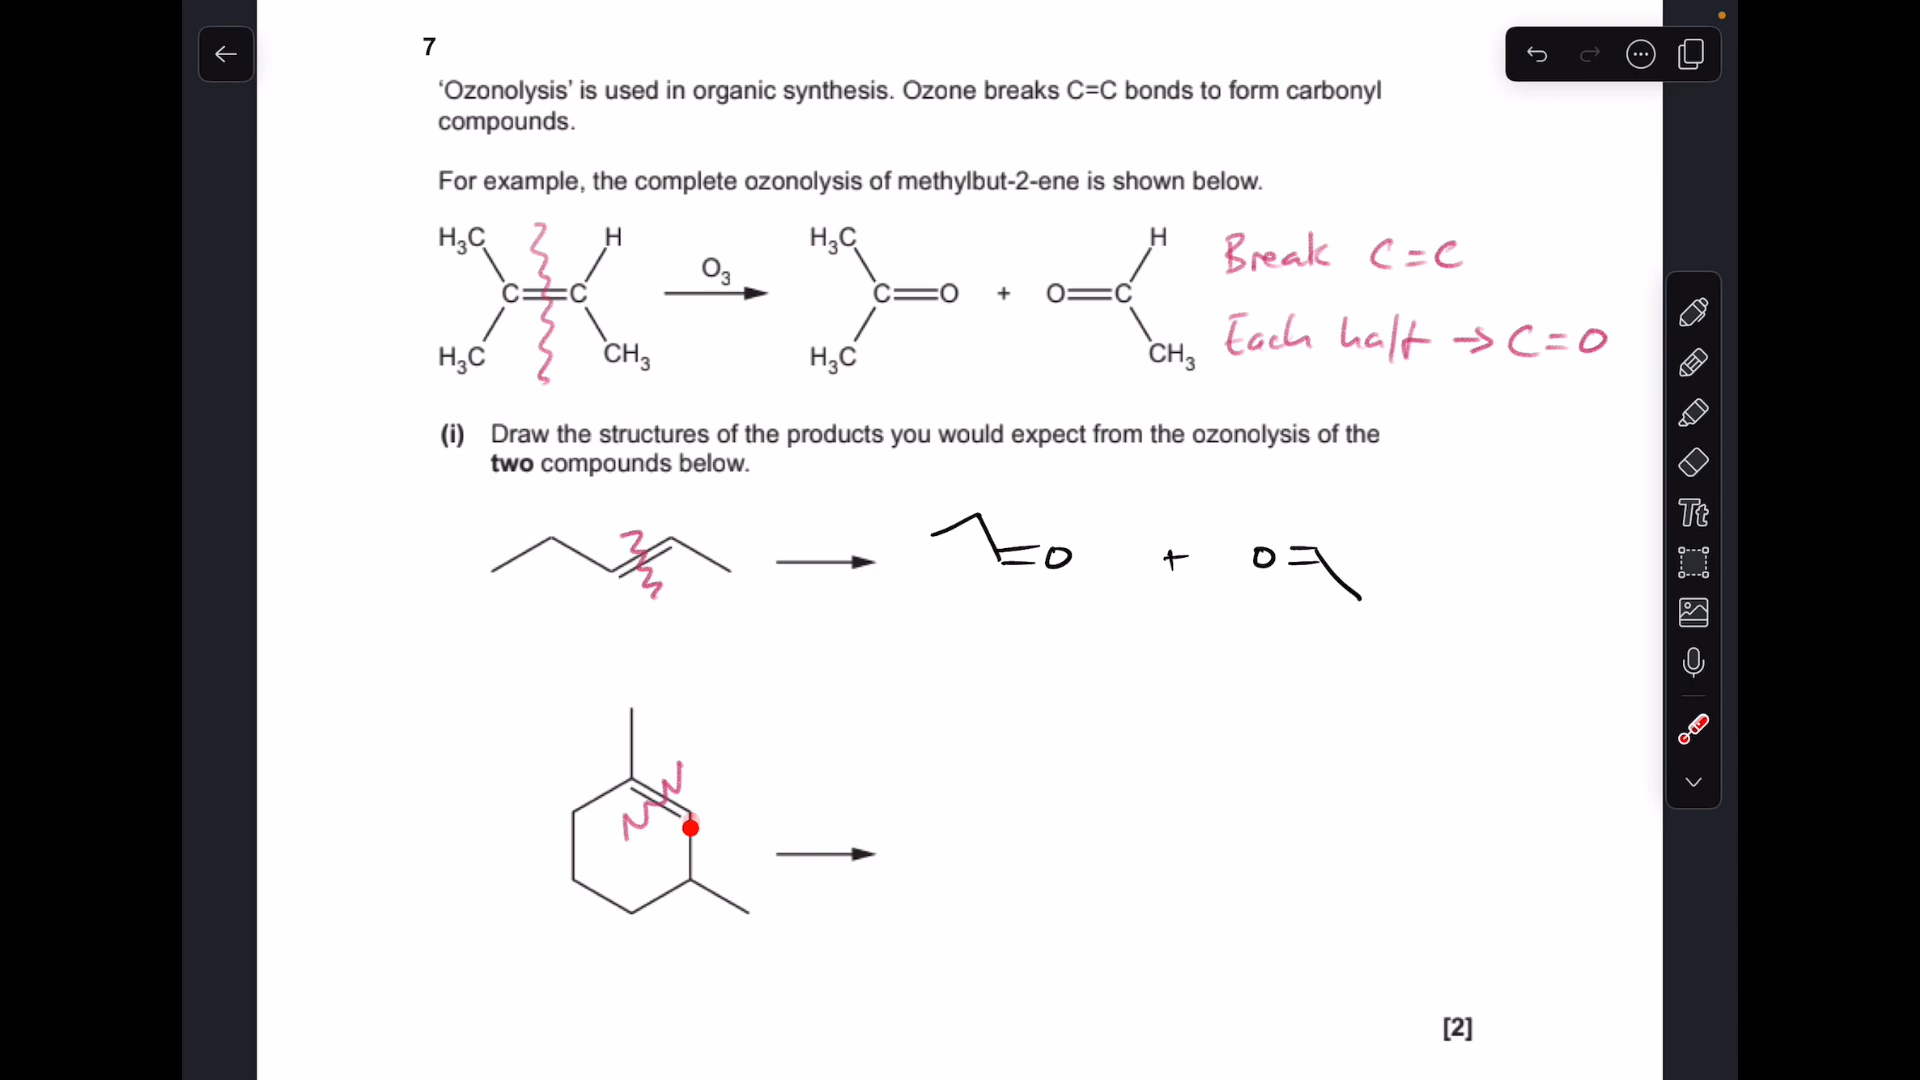 7
‘Ozonolysis’ is used in organic synthesis. Ozone breaks C=C bonds to form carbonyl
compounds.
For example, the complete ozonolysis of methylbut-2-ene is shown below.
H3C H H3C H Break C=C
O3
C=C C=O + O=C
H3C CH3 H3C CH3 Each half → C=O
(i) Draw the structures of the products you would expect from the ozonolysis of the
two compounds below.
=O + O=
[2]
Tt